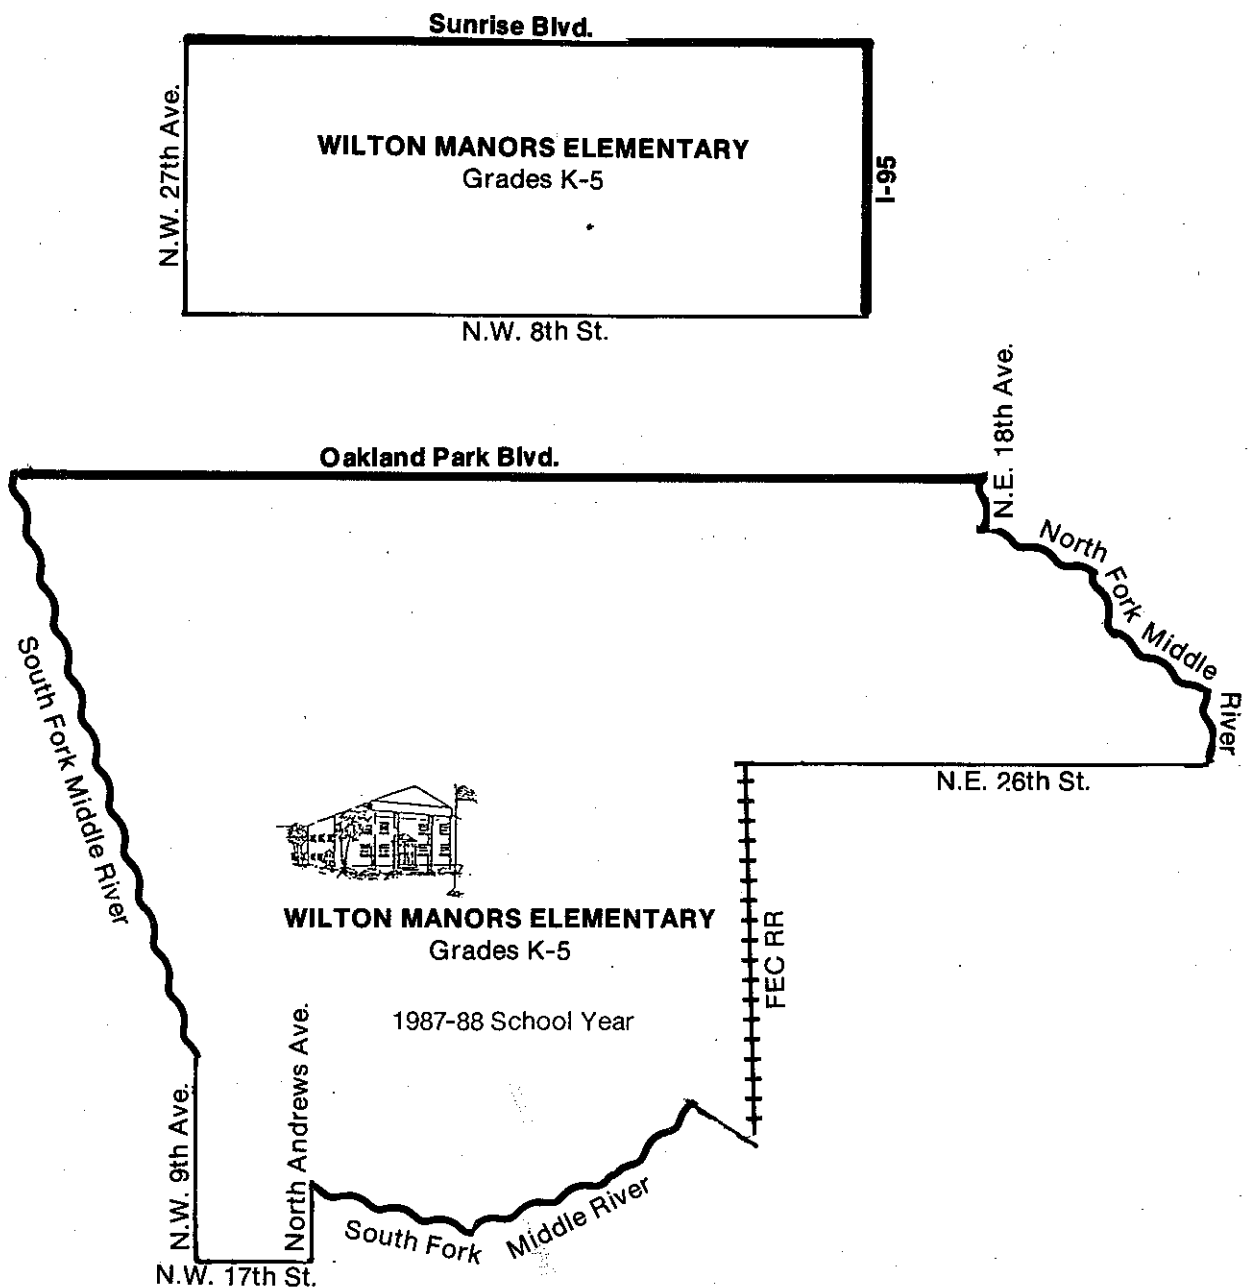 Sunrise Blvd.
N.W. 27th Ave.
WILTON MANORS ELEMENTARY
Grades K-5
I-95
N.W. 8th St.
N.E. 18th Ave.
Oakland Park Blvd.
North Fork Middle River
South Fork Middle River
N.E. 26th St.
WILTON MANORS ELEMENTARY
Grades K-5
FEC RR
1987-88 School Year
N.W. 9th Ave.
North Andrews Ave.
South Fork Middle River
N.W. 17th St.